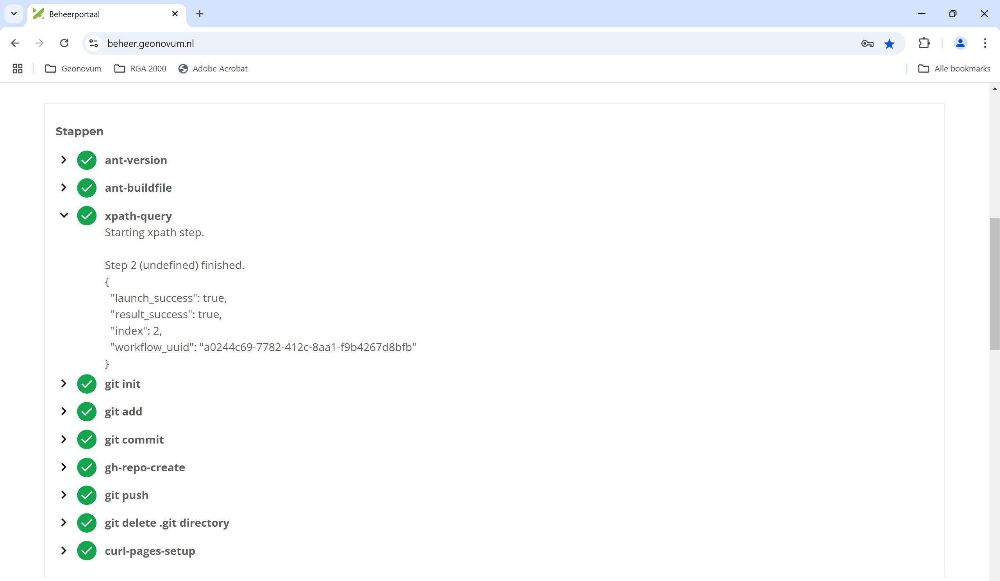 Beheerportaal
beheer.geonovum.nl
Geonovum
RGA 2000
Adobe Acrobat
Alle bookmarks
Stappen
ant-version
ant-buildfile
xpath-query
Starting xpath step.
Step 2 (undefined) finished.
{
"launch_success": true,
"result_success": true,
"index": 2,
"workflow_uuid": "a0244c69-7782-412c-8aa1-f9b4267d8bfb"
}
git init
git add
git commit
gh-repo-create
git push
git delete .git directory
curl-pages-setup